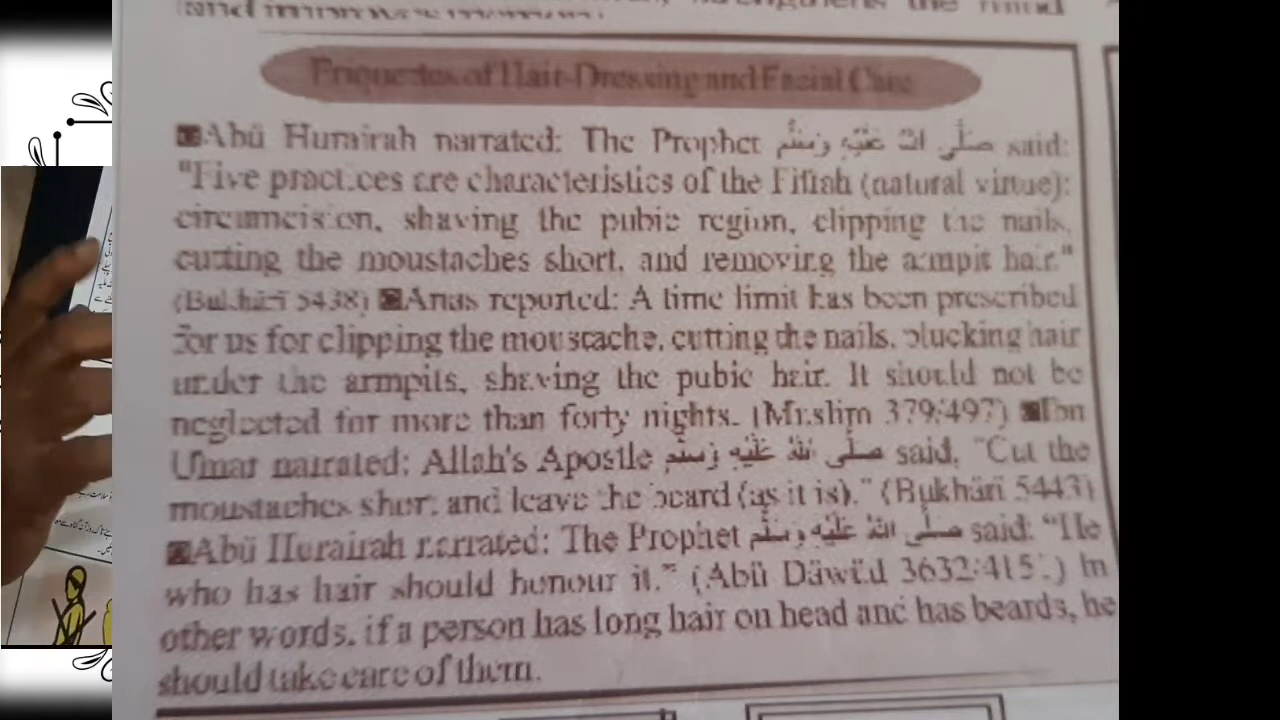 Etiquettes of Hair-Dressing and Facial Care
Abū Hurairah narrated: The Prophet صلى الله عليه وسلم said:
"Five practices are characteristics of the Fitrah (natural virtue):
circumcision, shaving the pubic region, clipping the nails,
cutting the moustaches short, and removing the armpit hair."
(Bukhārī 5438) Anas reported: A time limit has been prescribed
for us for clipping the moustache, cutting the nails, plucking hair
under the armpits, shaving the pubic hair. It should not be
neglected for more than forty nights. (Muslim 379/497) Ibn
Umar narrated: Allah's Apostle صلى الله عليه وسلم said, "Cut the
moustaches short and leave the beard (as it is)." (Bukhārī 5443)
Abū Hurairah narrated: The Prophet صلى الله عليه وسلم said: "He
who has hair should honour it." (Abū Dāwūd In
other words, if a person has long hair on head and has beards, he
should take care of them.